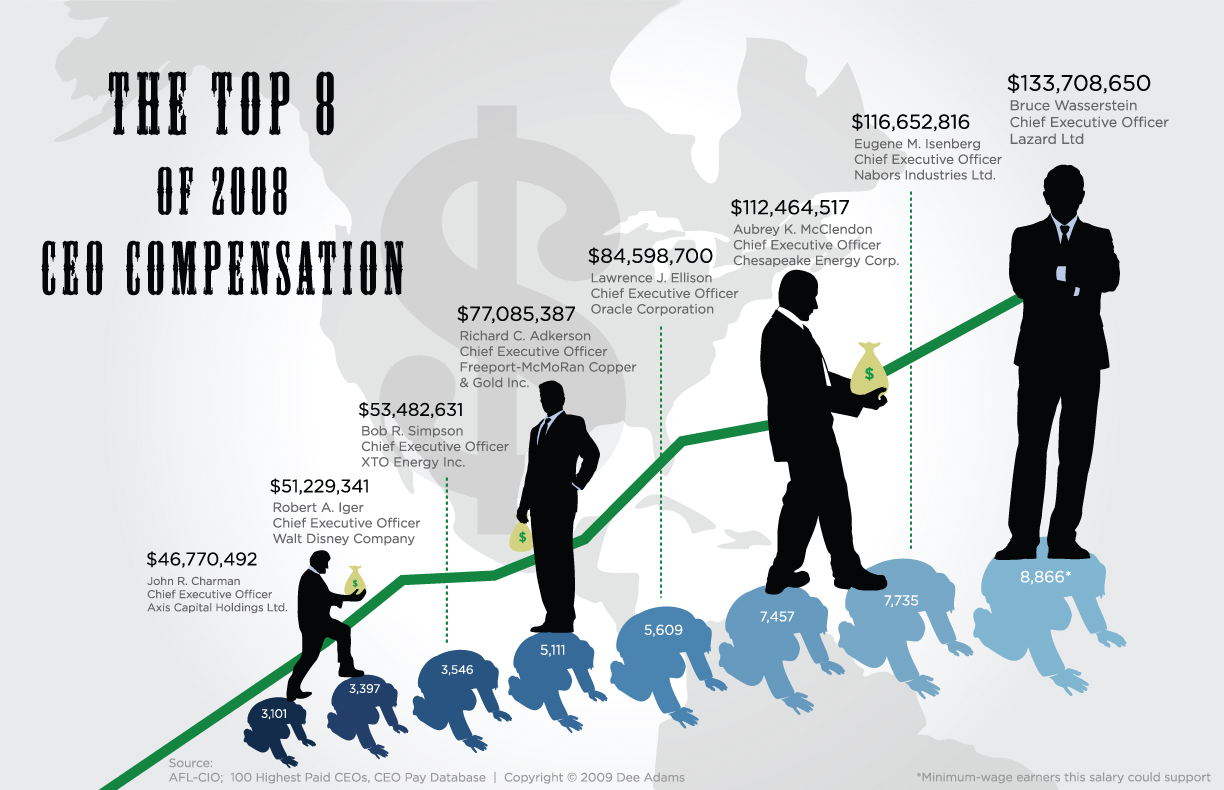 THE TOP 8
OF 2008
CEO COMPENSATION
$46,770,492
John R. Charman
Chief Executive Officer
Axis Capital Holdings Ltd.
$51,229,341
Robert A. Iger
Chief Executive Officer
Walt Disney Company
$53,482,631
Bob R. Simpson
Chief Executive Officer
XTO Energy Inc.
$77,085,387
Richard C. Adkerson
Chief Executive Officer
Freeport-McMoRan Copper
& Gold Inc.
$84,598,700
Lawrence J. Ellison
Chief Executive Officer
Oracle Corporation
$112,464,517
Aubrey K. McClendon
Chief Executive Officer
Chesapeake Energy Corp.
$116,652,816
Eugene M. Isenberg
Chief Executive Officer
Nabors Industries Ltd.
$133,708,650
Bruce Wasserstein
Chief Executive Officer
Lazard Ltd
$
$
$
$
3,101
3,397
3,546
5,111
5,609
7,457
7,735
8,866*
Source:
AFL-CIO; 100 Highest Paid CEOs, CEO Pay Database | Copyright © 2009 Dee Adams
*Minimum-wage earners this salary could support